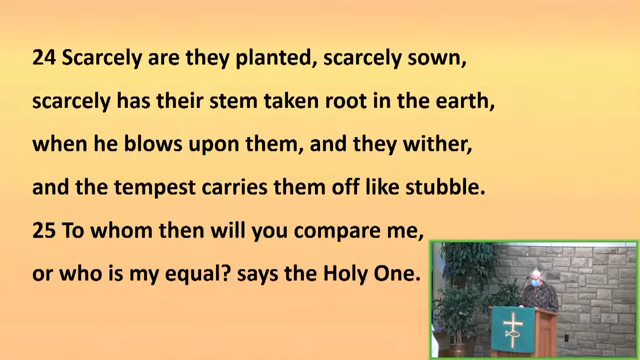 24 Scarcely are they planted, scarcely sown,
scarcely has their stem taken root in the earth,
when he blows upon them, and they wither,
and the tempest carries them off like stubble.
25 To whom then will you compare me,
or who is my equal? says the Holy One.